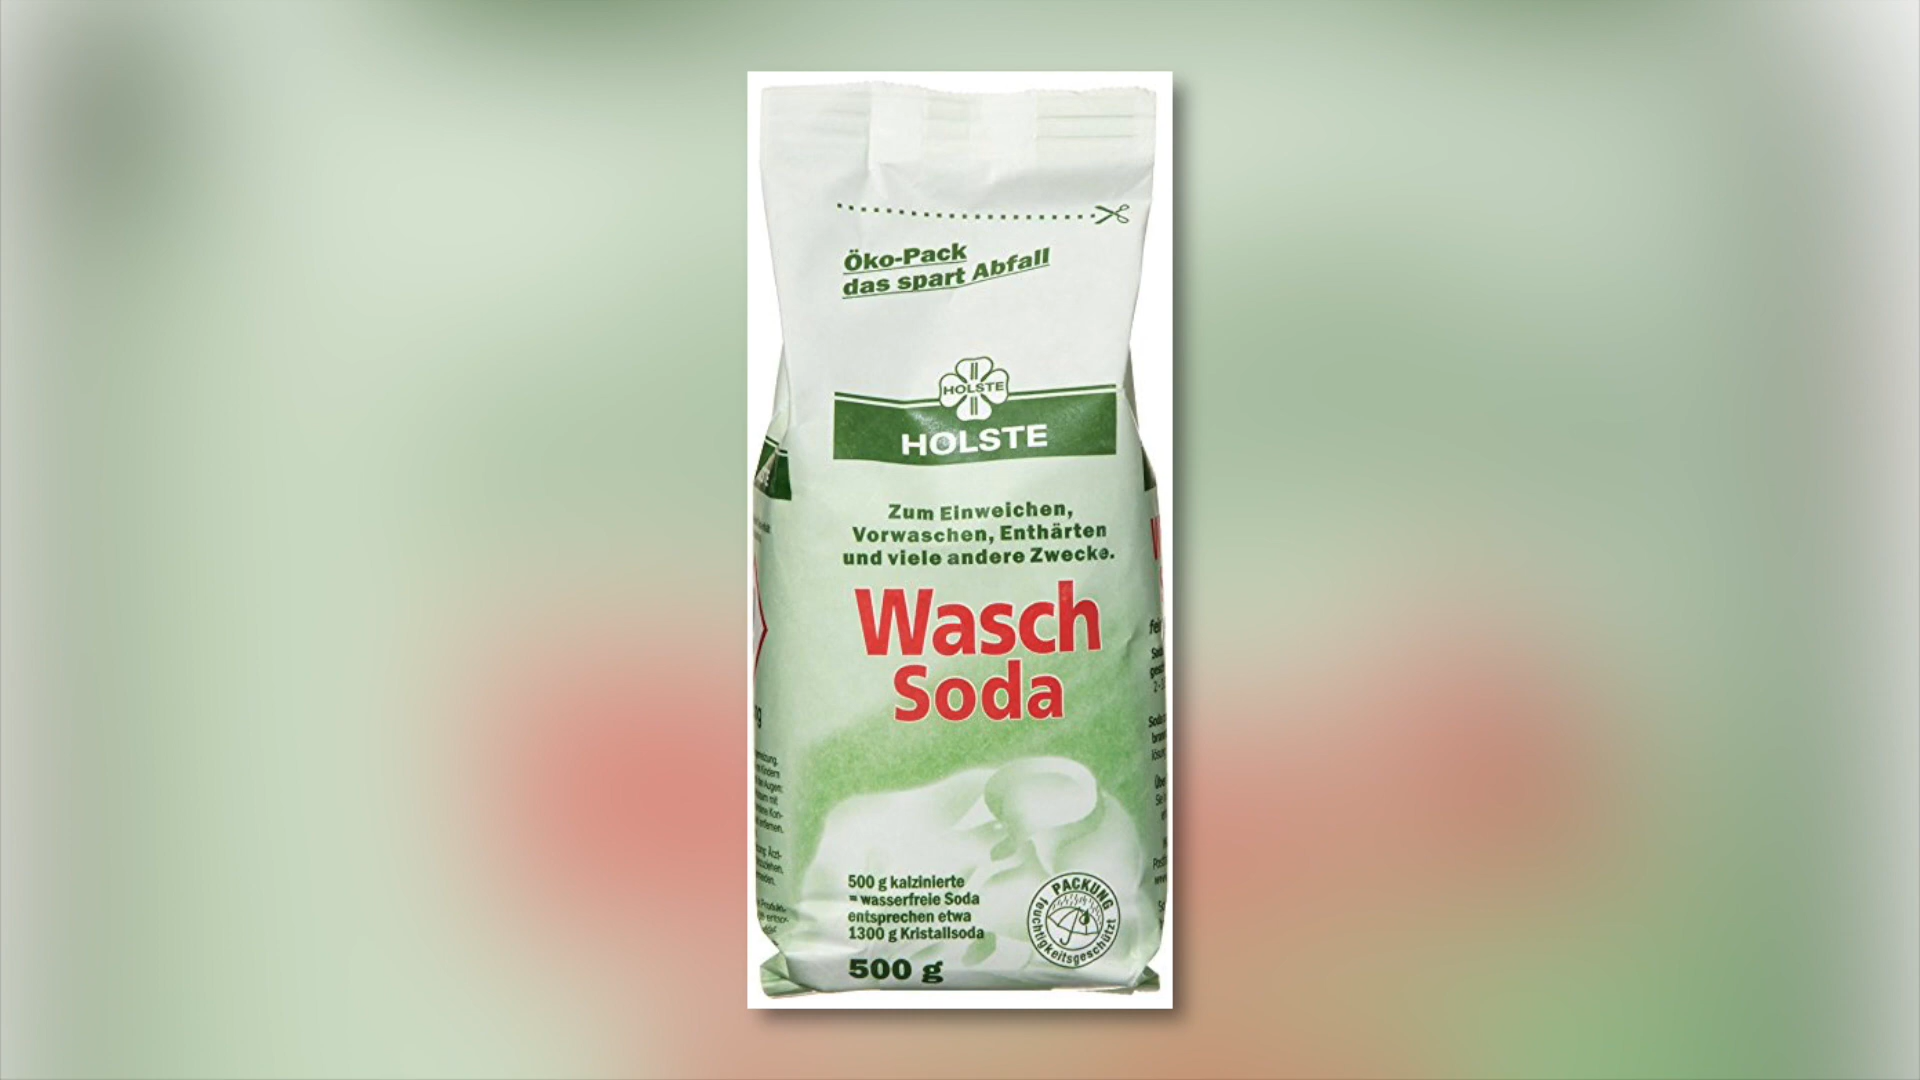 Öko-Pack
das spart Abfall
HOLSTE
HOLSTE
Zum Einweichen,
Vorwaschen, Enthärten
und viele andere Zwecke.
Wasch
Soda
500 g kalzinierte
= wasserfreie Soda
entsprechen etwa
1300 g Kristallsoda
500 g
PACKUNG
feuchtigkeitsgeschützt